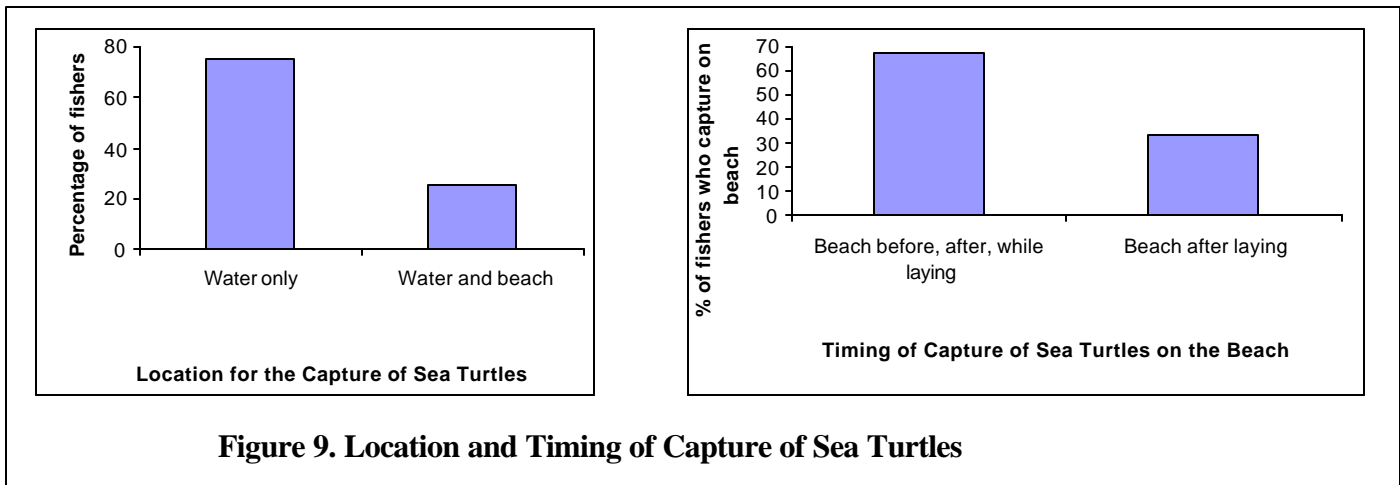 Percentage of fishers
80
60
40
20
0
Water only
Water and beach
Location for the Capture of Sea Turtles
% of fishers who capture on
beach
70
60
50
40
30
20
10
0
Beach before, after, while
laying
Beach after laying
Timing of Capture of Sea Turtles on the Beach
Figure 9. Location and Timing of Capture of Sea Turtles